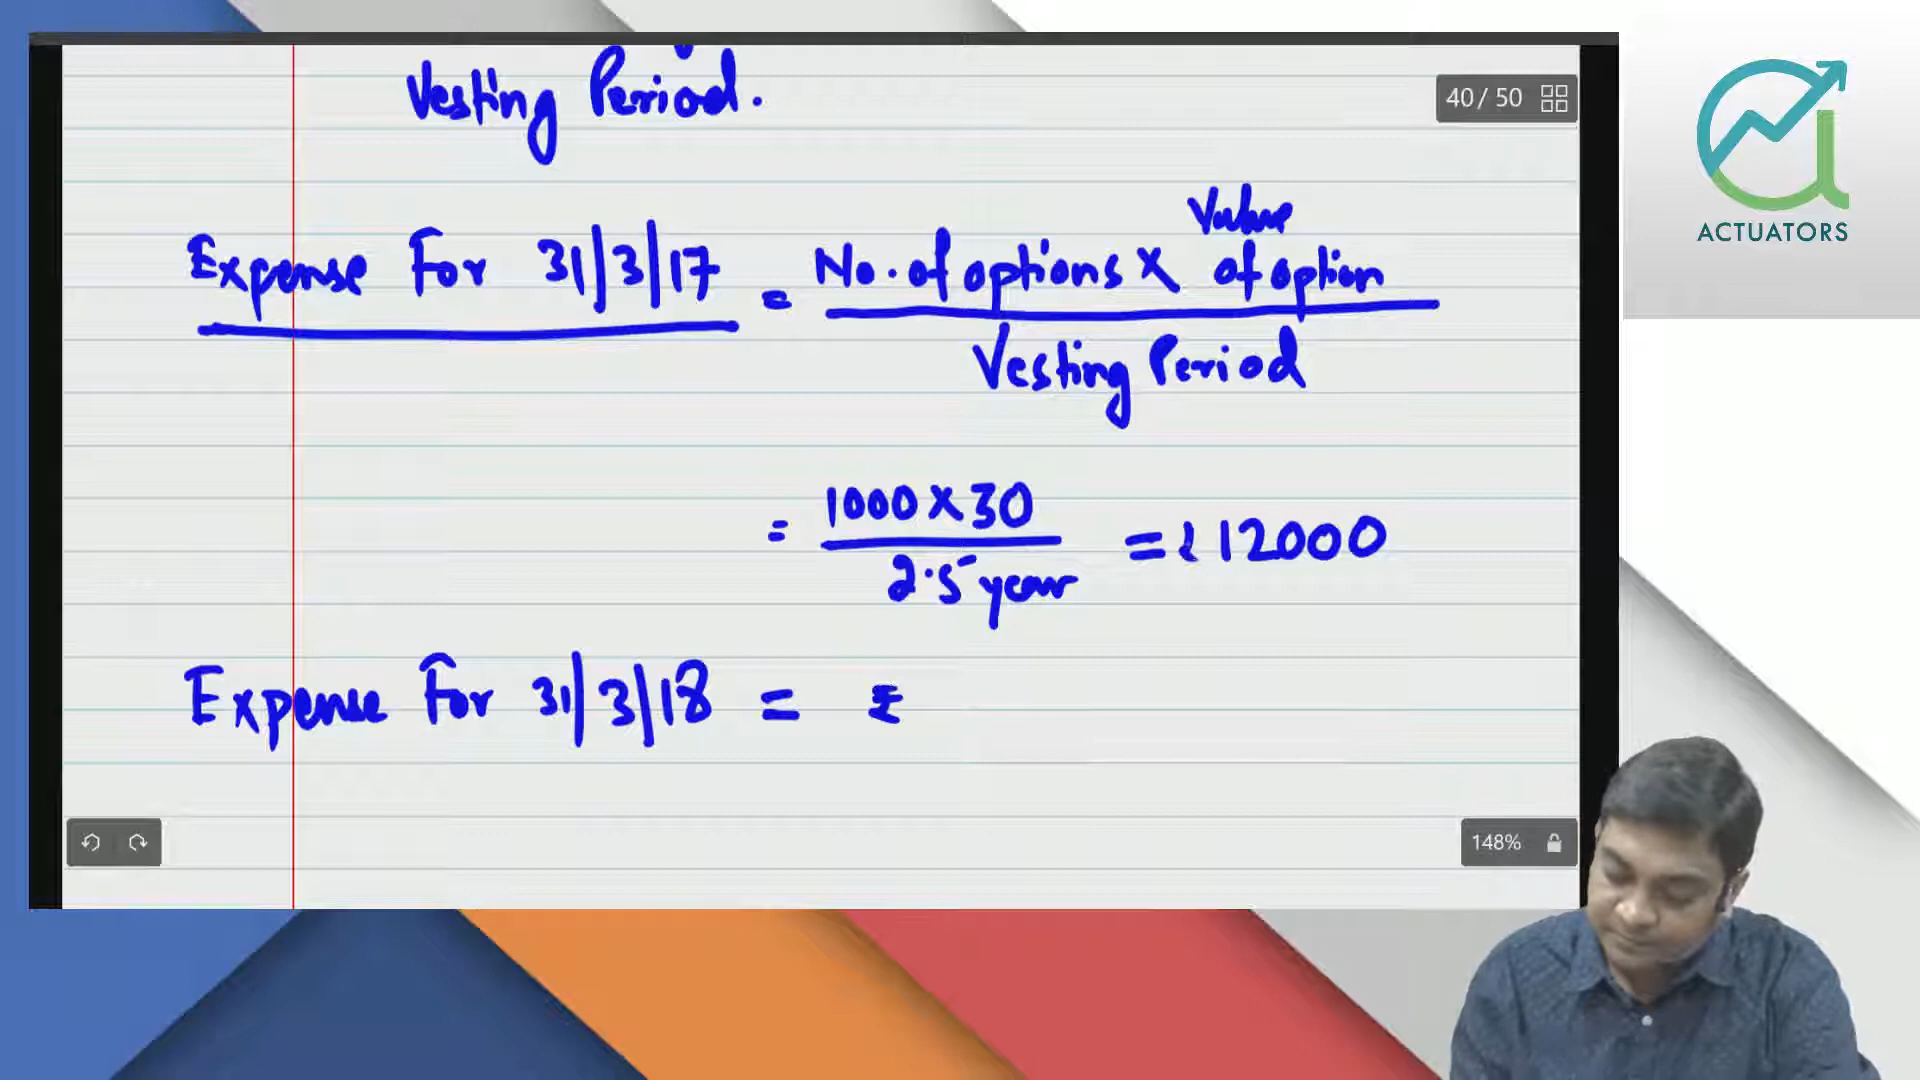 Vesting Period.
40 / 50
ACTUATORS
Value
Expense For 31/3/17 = No. of options X of option
Vesting Period
= 1000 X 30 = ₹ 12000
2.5 year
Expense For 31/3/18 = ₹
148%